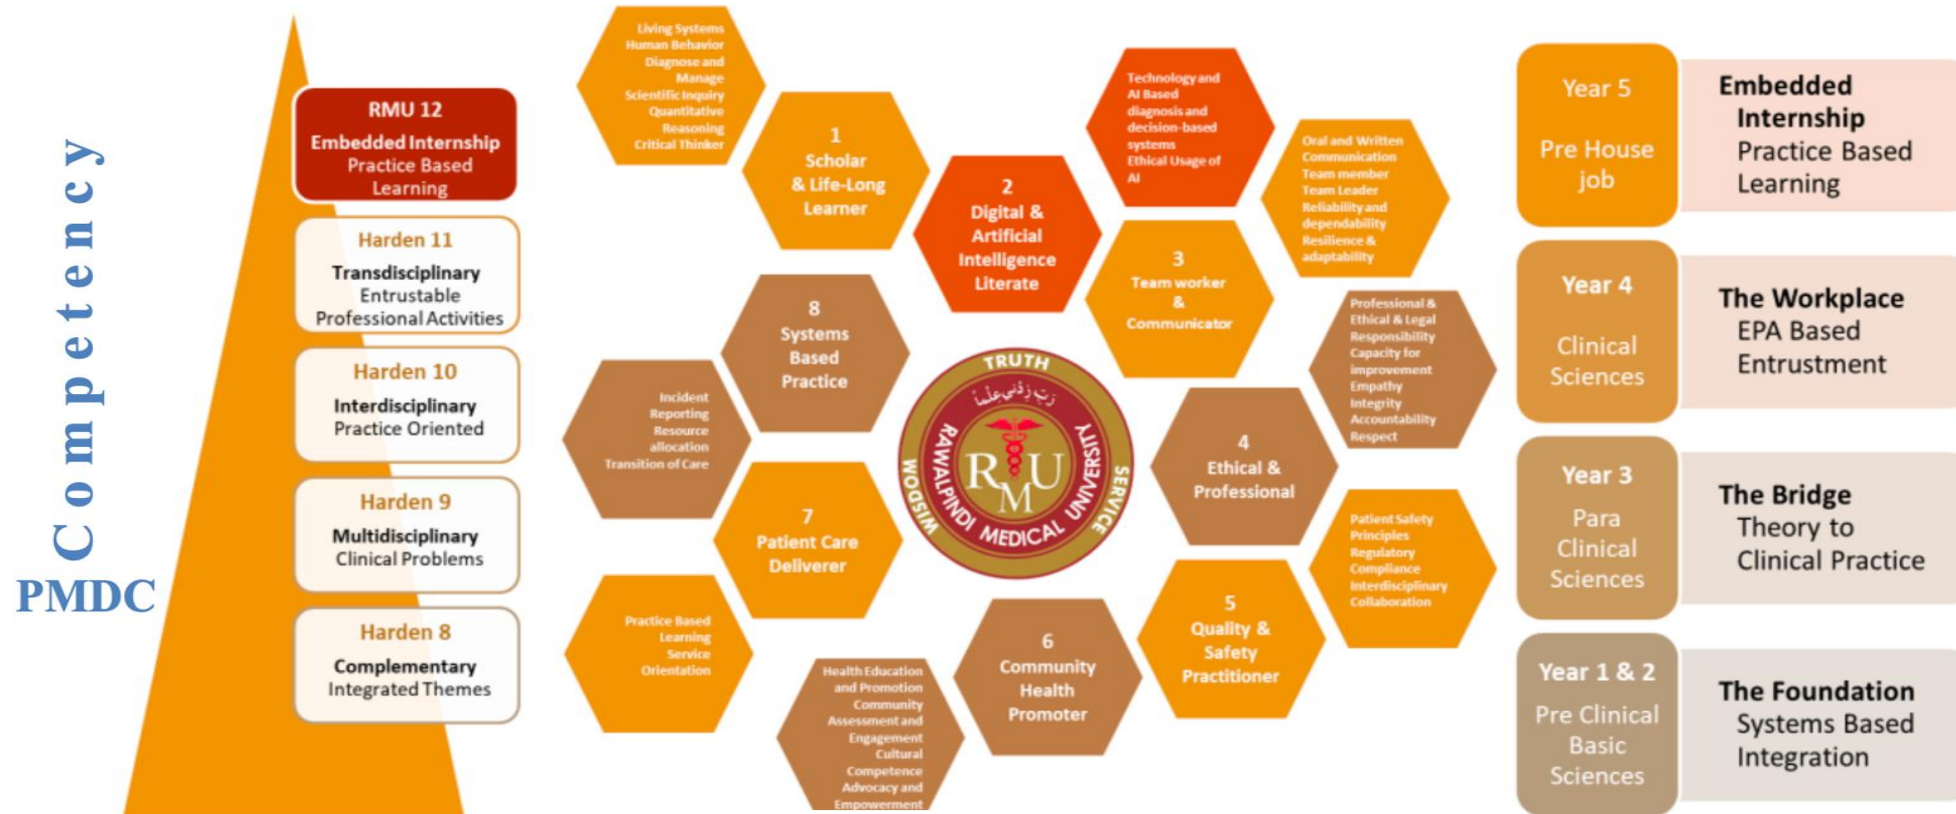 Competency
PMDC
RMU 12
Embedded Internship
Practice Based
Learning
Harden 11
Transdisciplinary
Entrustable
Professional Activities
Harden 10
Interdisciplinary
Practice Oriented
Harden 9
Multidisciplinary
Clinical Problems
Harden 8
Complementary
Integrated Themes
Living Systems
Human Behavior
Diagnose and
Manage
Scientific Inquiry
Quantitative
Reasoning
Critical Thinker
1
Scholar
& Life-Long
Learner
2
Digital &
Artificial
Intelligence
Literate
Technology and
AI Based
diagnosis and
decision-based
systems
Ethical Usage of
AI
3
Team worker
&
Communicator
Oral and Written
Communication
Team member
Team Leader
Reliability and
dependability
Resilience &
adaptability
4
Ethical &
Professional
Professional &
Ethical & Legal
Responsibility
Capacity for
improvement
Empathy
Integrity
Accountability
Respect
5
Quality &
Safety
Practitioner
Patient Safety
Principles
Regulatory
Compliance
Interdisciplinary
Collaboration
6
Community
Health
Promoter
Health Education
and Promotion
Community
Assessment and
Engagement
Cultural
Competence
Advocacy and
Empowerment
7
Patient Care
Deliverer
Practice Based
Learning
Service
Orientation
8
Systems
Based
Practice
Incident
Reporting
Resource
allocation
Transition of Care
TRUTH
WISDOM
SERVICE
رَبِّ زِدْنِي عِلْماً
RAWALPINDI MEDICAL UNIVERSITY
RMU
Year 5
Pre House
job
Embedded
Internship
Practice Based
Learning
Year 4
Clinical
Sciences
The Workplace
EPA Based
Entrustment
Year 3
Para
Clinical
Sciences
The Bridge
Theory to
Clinical Practice
Year 1 & 2
Pre Clinical
Basic
Sciences
The Foundation
Systems Based
Integration